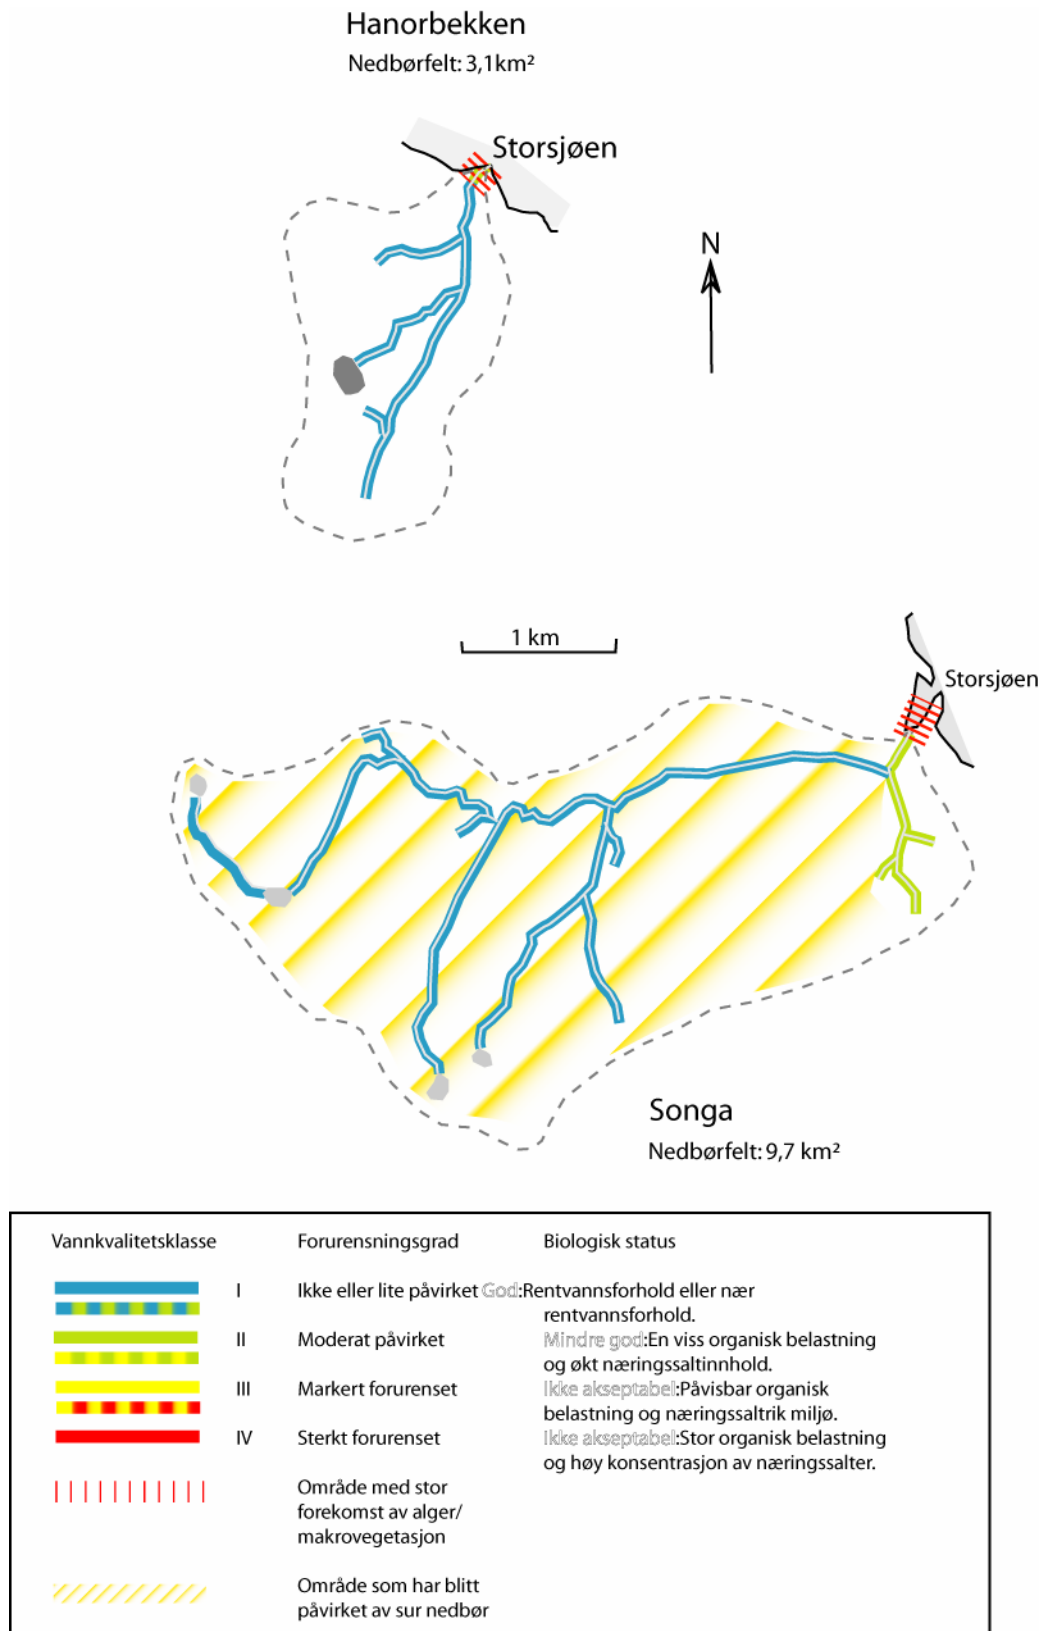 Hanorbekken
Nedbørfelt: 3,1km²
Storsjøen
N
1 km
Storsjøen
Songa
Nedbørfelt: 9,7 km²
Vannkvalitetsklasse Forurensningsgrad Biologisk status
I Ikke eller lite påvirket God:Rentvannsforhold eller nær
rentvannsforhold.
II Moderat påvirket Mindre god:En viss organisk belastning
og økt næringssaltinnhold.
III Markert forurenset Ikke akseptabel:Påvisbar organisk
belastning og næringssaltrik miljø.
IV Sterkt forurenset Ikke akseptabel:Stor organisk belastning
og høy konsentrasjon av næringssalter.
Område med stor
forekomst av alger/
makrovegetasjon
Område som har blitt
påvirket av sur nedbør